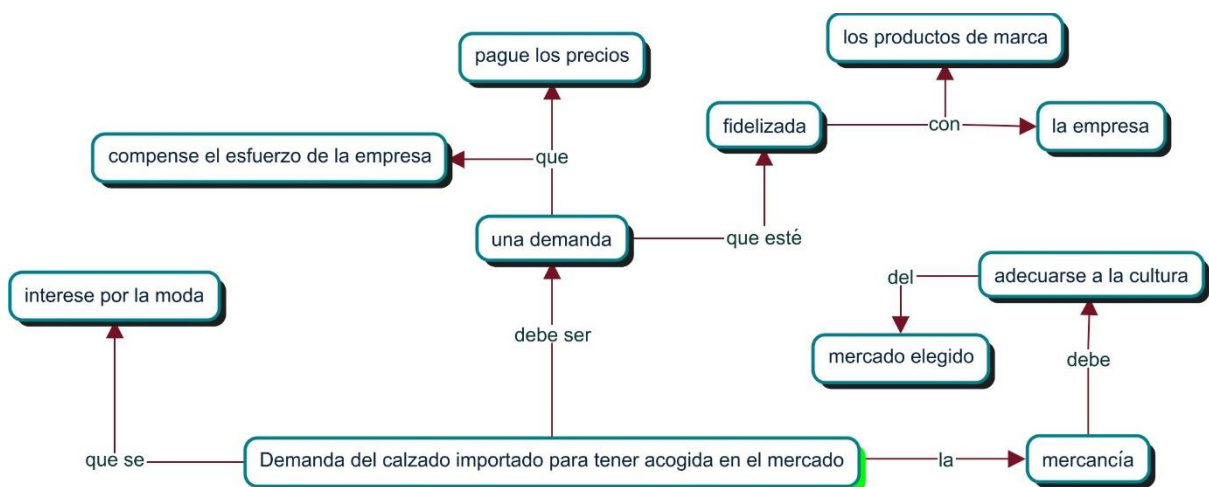 los productos de marca
pague los precios
fidelizada
con
la empresa
compense el esfuerzo de la empresa
que
una demanda
que esté
interese por la moda
del
adecuarse a la cultura
debe ser
mercado elegido
debe
que se
Demanda del calzado importado para tener acogida en el mercado
la
mercancía